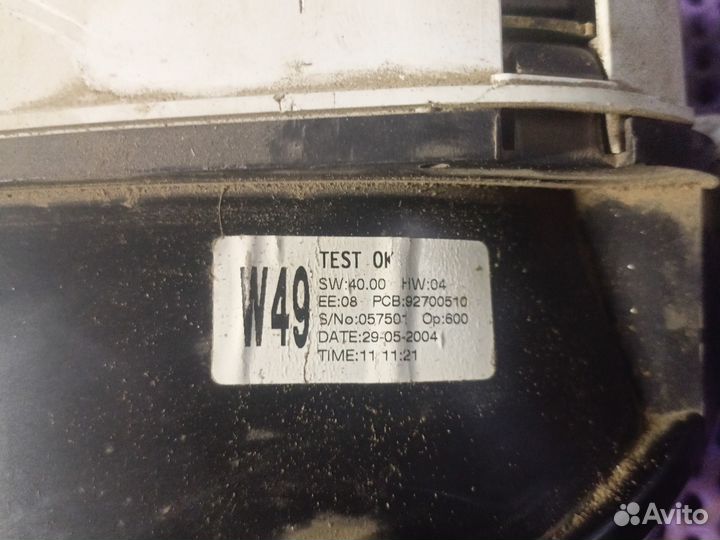 W49
TEST OK
SW:40.00 HW:04
EE:08 PCB:92700510
S/No:057501 Op:600
DATE:29-05-2004
TIME:11 11:21
Avito